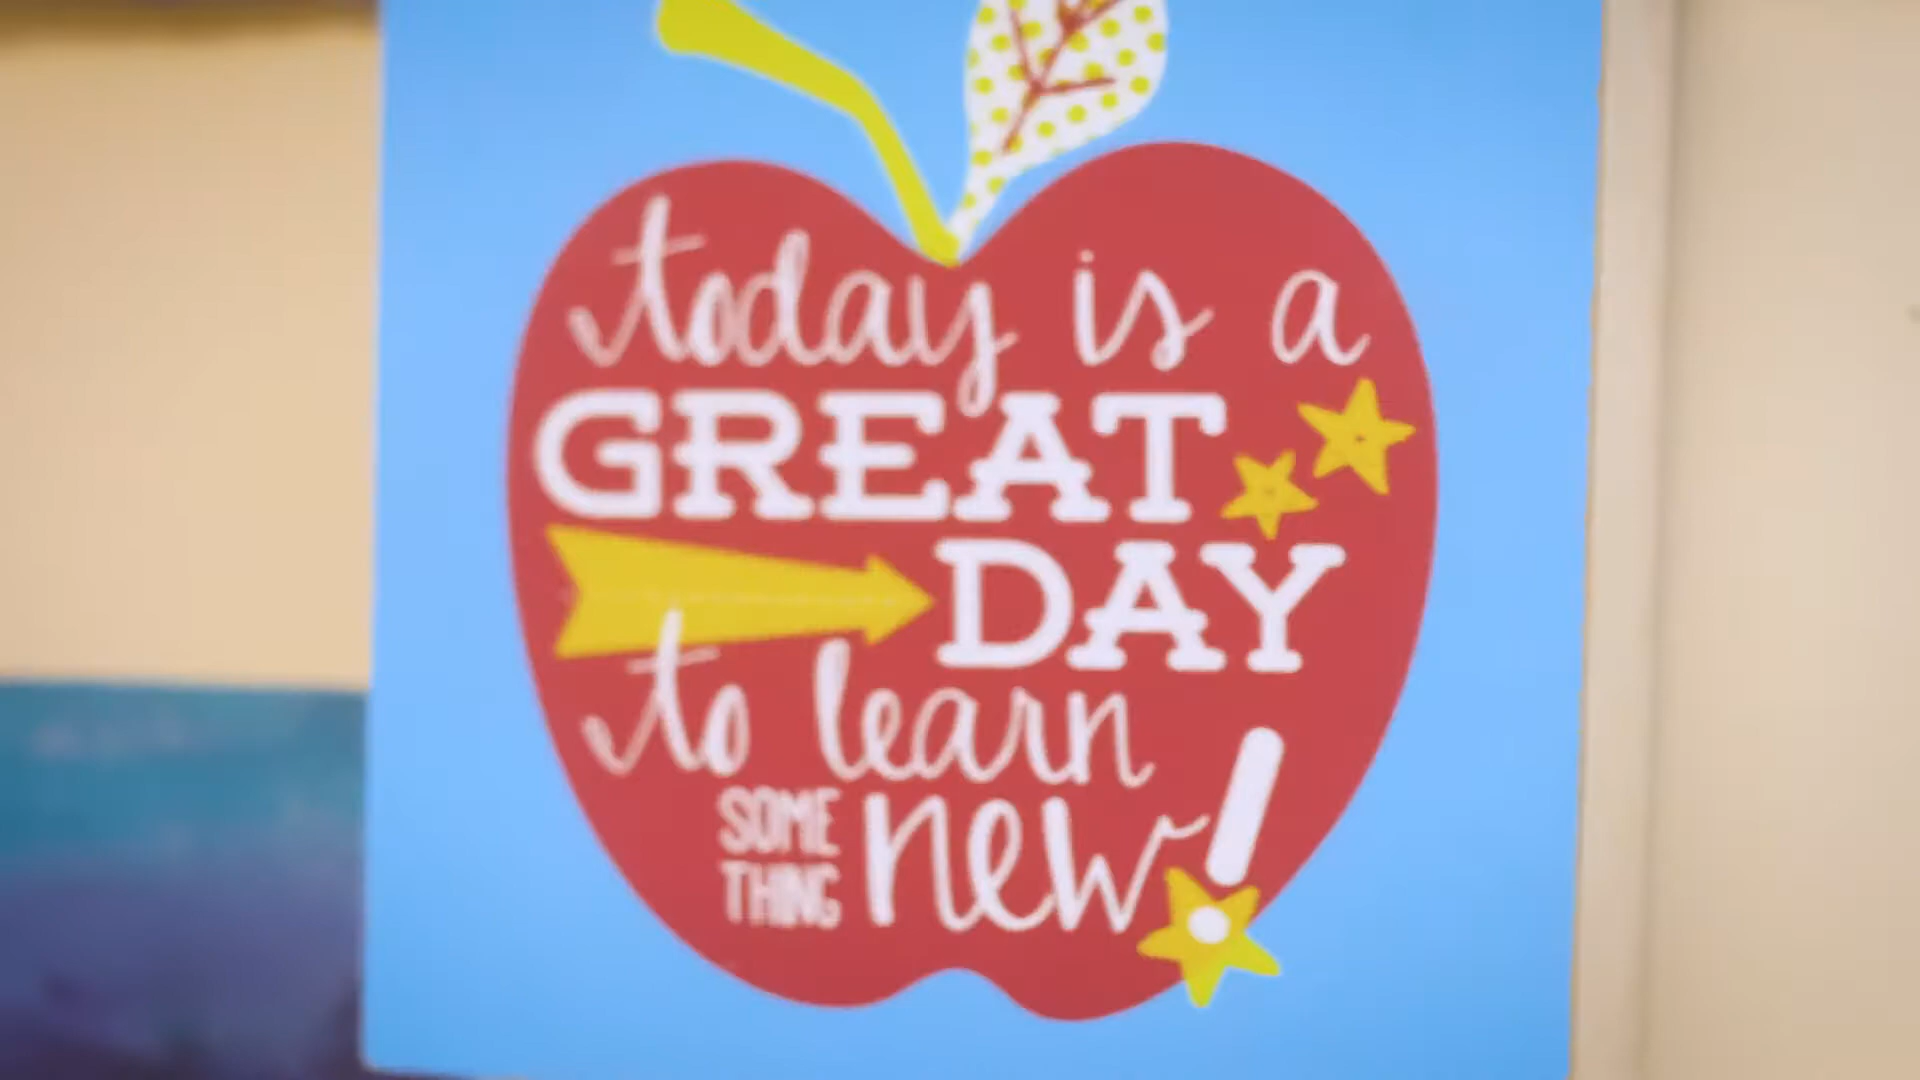 today is a
GREAT
DAY
to learn
SOME
THING
new!